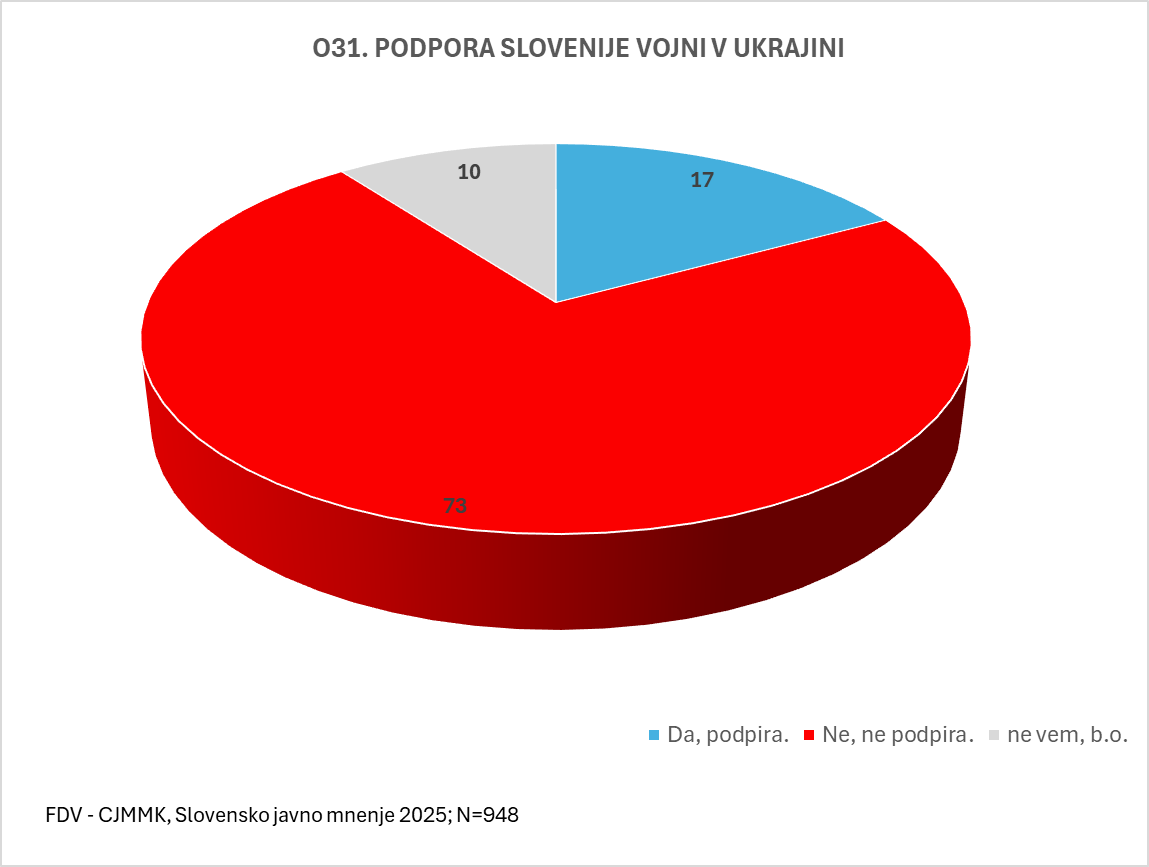 O31. PODPORA SLOVENIJE VOJNI V UKRAJINI
10
17
73
Da, podpira.
Ne, ne podpira.
ne vem, b.o.
FDV - CJMMK, Slovensko javno mnenje 2025; N=948